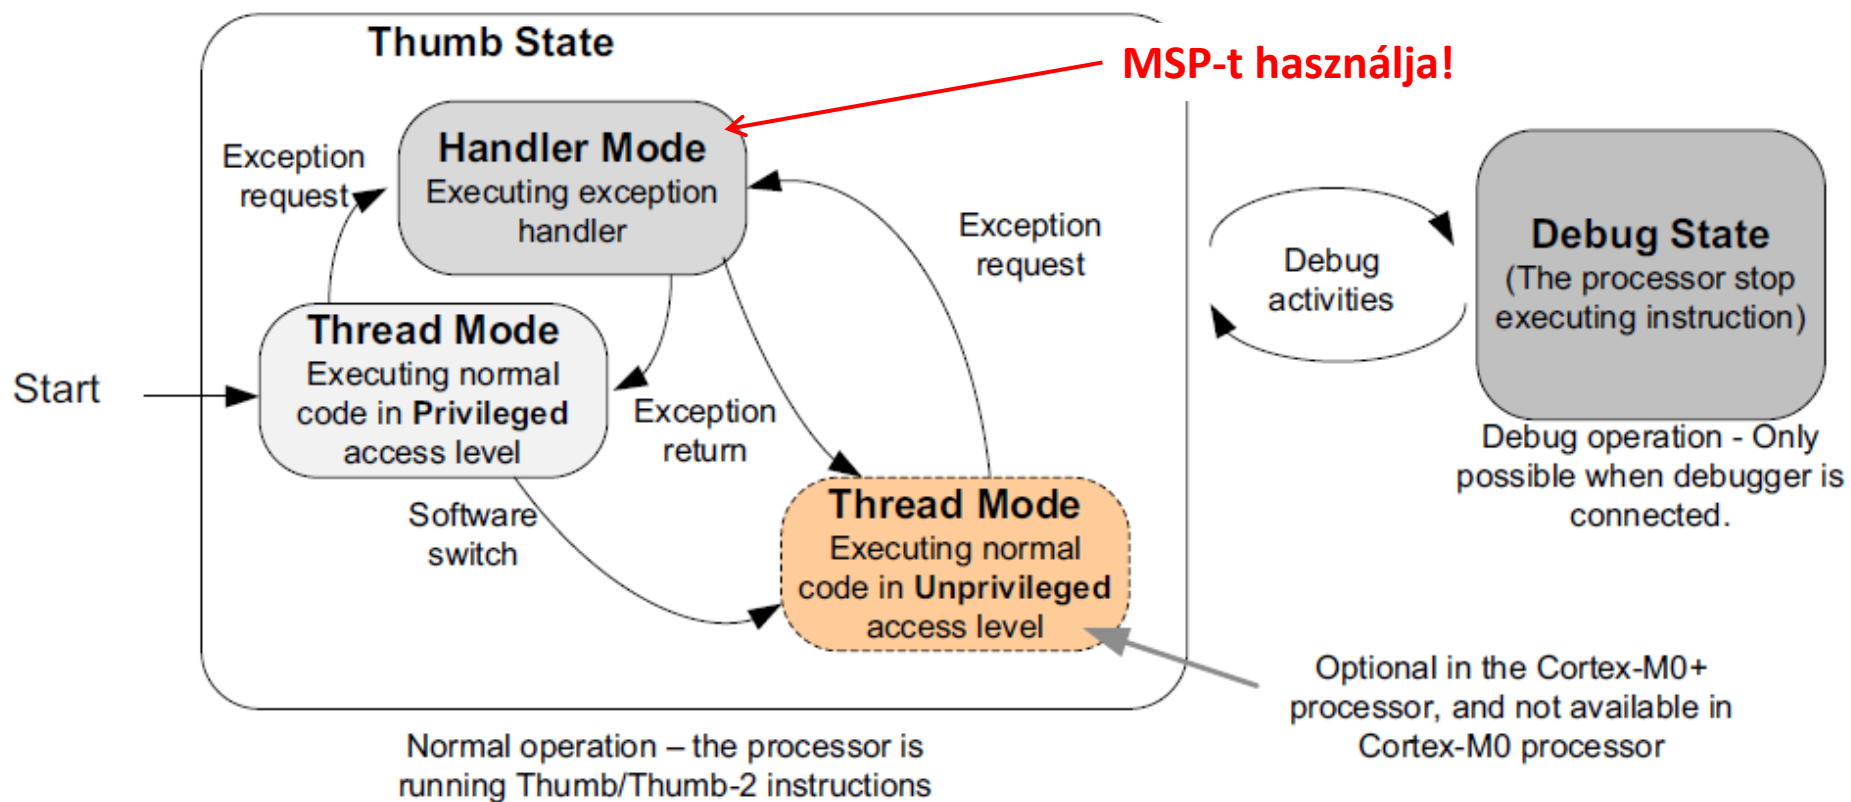 Thumb State
MSP-t használja!
Exception
request
Handler Mode
Executing exception
handler
Exception
request
Debug
activities
Debug State
(The processor stop
executing instruction)
Start
Thread Mode
Executing normal
code in Privileged
access level
Exception
return
Software
switch
Thread Mode
Executing normal
code in Unprivileged
access level
Debug operation - Only
possible when debugger is
connected.
Optional in the Cortex-M0+
processor, and not available in
Cortex-M0 processor
Normal operation – the processor is
running Thumb/Thumb-2 instructions